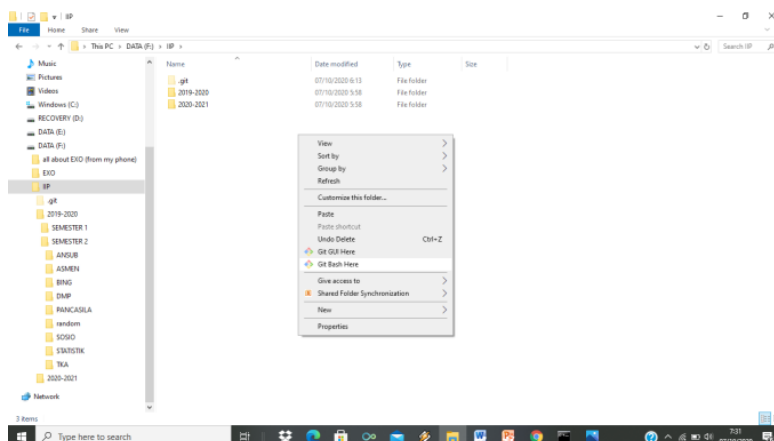 IIP
File Home Share View
This PC > DATA (F:) > IIP >
Search IIP
Name Date modified Type Size
.git 07/10/2020 6:13 File folder
2019-2020 07/10/2020 5:58 File folder
2020-2021 07/10/2020 5:58 File folder
Music
Pictures
Videos
Windows (C:)
RECOVERY (D:)
DATA (E:)
DATA (F:)
all about EXO (from my phone)
EXO
IIP
.git
2019-2020
SEMESTER 1
SEMESTER 2
ANSUB
ASMEN
BING
DMP
PANCASILA
random
SOSIO
STATISTIK
TKA
2020-2021
Network
View
Sort by
Group by
Refresh
Customize this folder...
Paste
Paste shortcut
Undo Delete Ctrl+Z
Git GUI Here
Git Bash Here
Give access to
Shared Folder Synchronization
New
Properties
3 items
Type here to search
7:31
07/10/2020